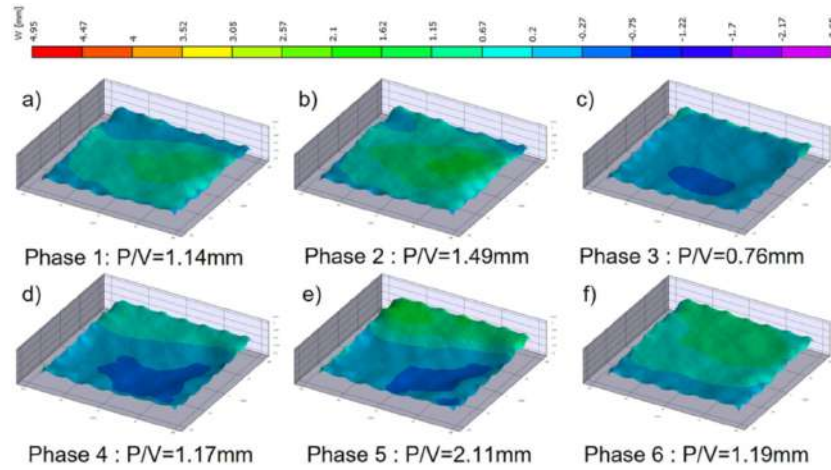 W [mm]
4.95 4.47 4 3.52 3.05 2.57 2.1 1.62 1.15 0.67 0.2 -0.27 -0.75 -1.22 -1.7 -2.17
a) b) c)
Phase 1: P/V=1.14mm Phase 2 : P/V=1.49mm Phase 3 : P/V=0.76mm
d) e) f)
Phase 4 : P/V=1.17mm Phase 5 : P/V=2.11mm Phase 6 : P/V=1.19mm